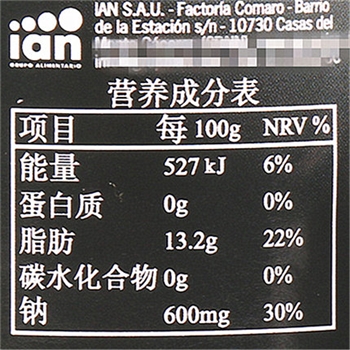 IAN S.A.U. - Factoría Comaro - Barrio
de la Estación s/n - 10730 Casas del
ian
GRUPO ALIMENTARIO
营养成分表
项目 每100g NRV %
能量 527 kJ 6%
蛋白质 0g 0%
脂肪 13.2g 22%
碳水化合物 0g 0%
钠 600mg 30%